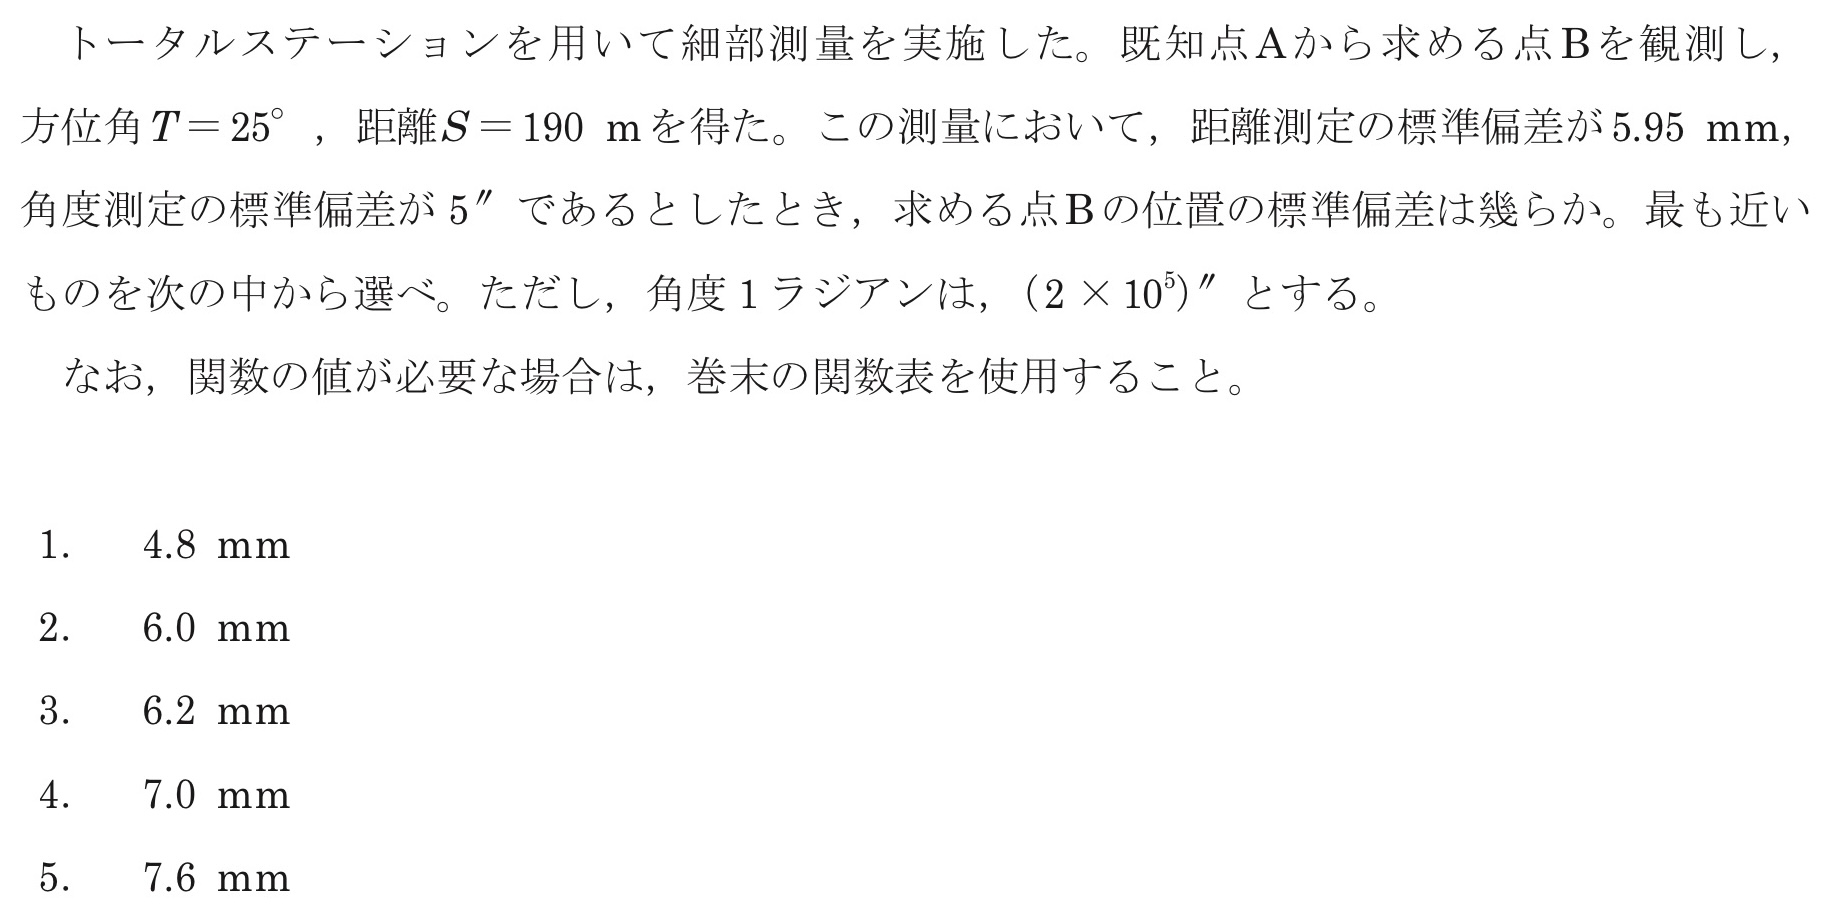 トータルステーションを用いて細部測量を実施した。既知点Aから求める点Bを観測し,
方位角T＝25°，距離S＝190 mを得た。この測量において，距離測定の標準偏差が5.95 mm,
角度測定の標準偏差が 5″ であるとしたとき，求める点Bの位置の標準偏差は幾らか。最も近い
ものを次の中から選べ。ただし，角度 1 ラジアンは，(2 × 10⁵)″ とする。
なお，関数の値が必要な場合は，巻末の関数表を使用すること。
1. 4.8 mm
2. 6.0 mm
3. 6.2 mm
4. 7.0 mm
5. 7.6 mm